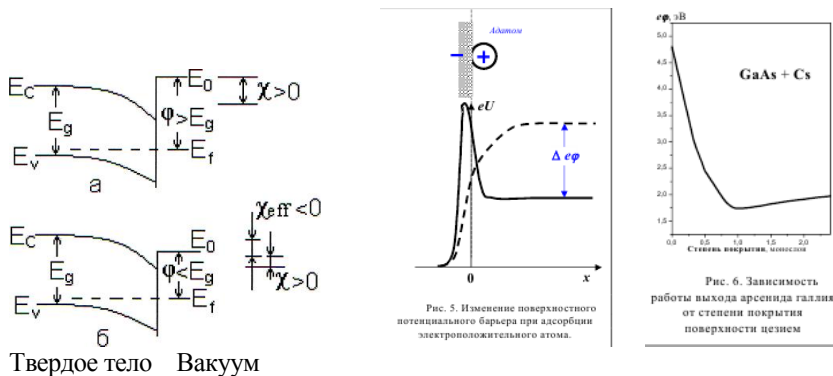 E_C
E_g
E_v
E_0
χ>0
φ>E_g
E_f
а
E_C
E_g
E_v
χeff<0
E_0
φ<E_g
χ>0
E_f
б
Твердое тело Вакуум
Адатом
− +
eU
Δ eφ
0 x
Рис. 5. Изменение поверхностного
потенциального барьера при адсорбции
электроположительного атома.
eφ, эВ
5,0
4,5
4,0
3,5
3,0
2,5
2,0
1,5
GaAs + Cs
0,0 0,5 1,0 1,5 2,0
Степень покрытия, монослоя
Рис. 6. Зависимость
работы выхода арсенида галлия
от степени покрытия
поверхности цезием